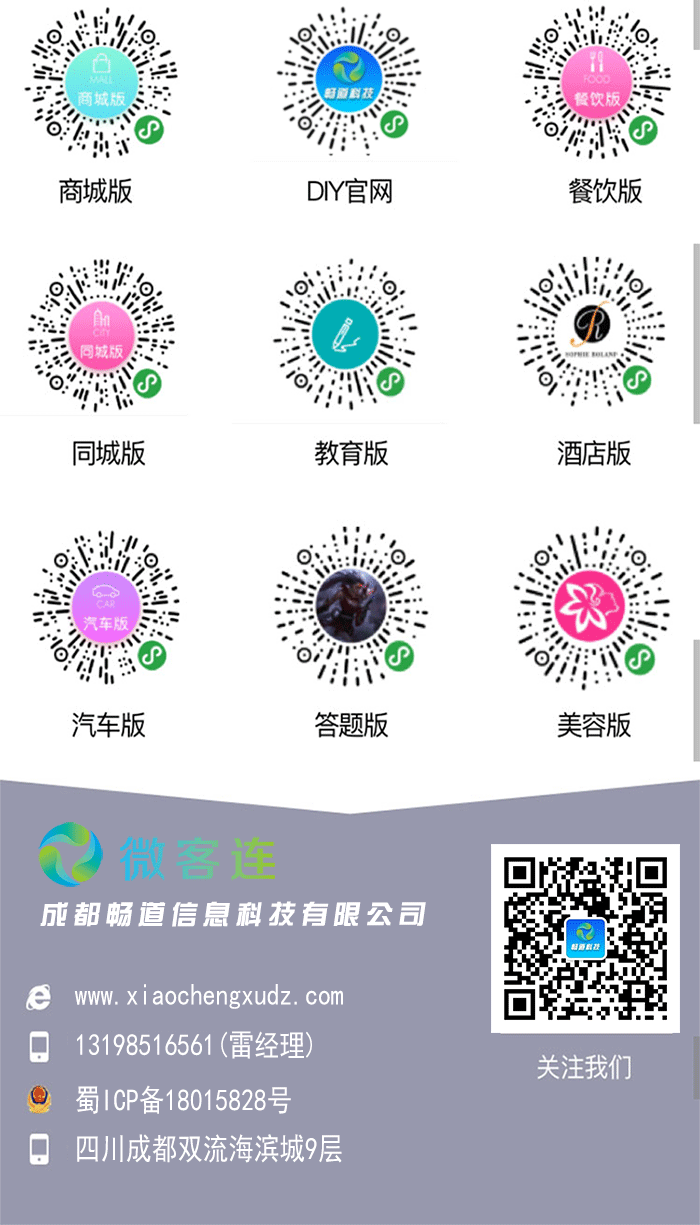 MALL
商城版
畅道科技
FOOD
餐饮版
商城版
DIY官网
餐饮版
CITY
同城版
SOPHIE ROLAND
同城版
教育版
酒店版
CAR
汽车版
汽车版
答题版
美容版
微客连
成都畅道信息科技有限公司
畅道科技
www.xiaochengxudz.com
13198516561(雷经理)
关注我们
蜀ICP备18015828号
四川成都双流海滨城9层